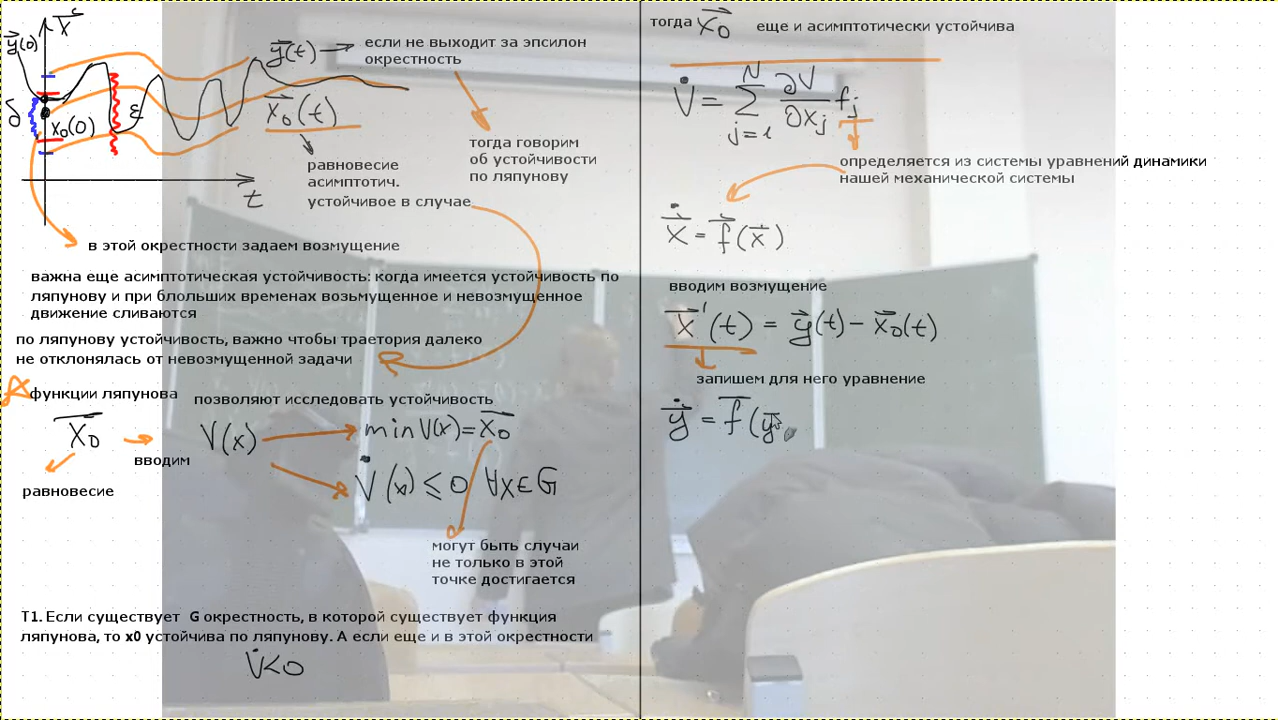 x'
y(0)
y(t)
если не выходит за эпсилон
окрестность
δ
x₀(0)
ε
x₀(t)
t
равновесие
асимптотич.
устойчивое в случае
тогда говорим
об устойчивости
по ляпунову
в этой окрестности задаем возмущение
важна еще асимптотическая устойчивость: когда имеется устойчивость по
ляпунову и при блольших временах возьмущенное и невозмущенное
движение сливаются
по ляпунову устойчивость, важно чтобы траетория далеко
не отклонялась от невозмущенной задачи
функции ляпунова
позволяют исследовать устойчивость
x₀
вводим
равновесие
V(x)
min V(x) = x₀
V̇(x) ⩽ 0 ∀x∈G
могут быть случаи
не только в этой
точке достигается
Т1. Если существует G окрестность, в которой существует функция
ляпунова, то x0 устойчива по ляпунову. А если еще и в этой окрестности
V̇<0
тогда x₀ еще и асимптотически устойчива
V̇ = ∑ j=1 N ∂V/∂xj fj
определяется из системы уравнений динамики
нашей механической системы
ẋ = f(x)
вводим возмущение
x'(t) = y(t) − x₀(t)
запишем для него уравнение
ẏ = f(y